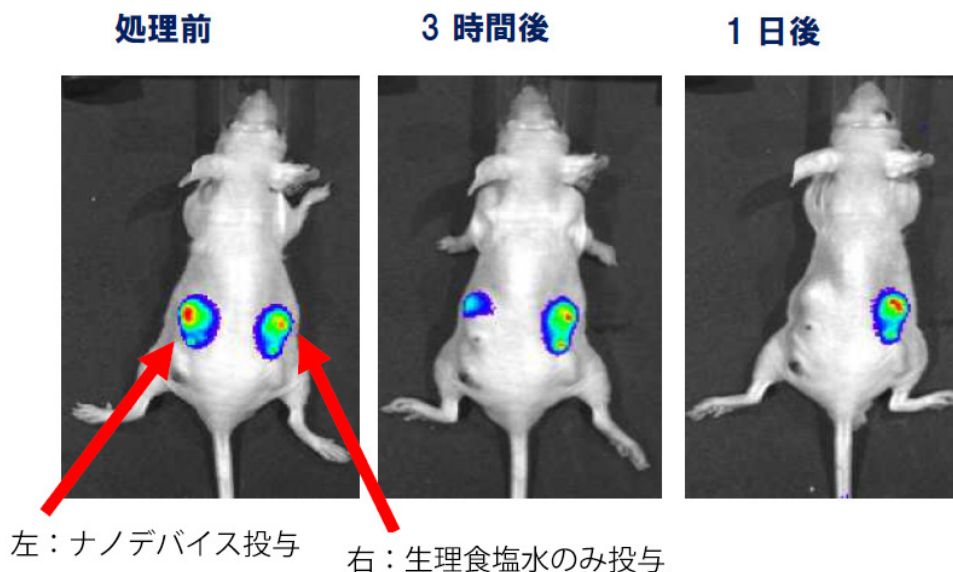 処理前
3 時間後
1 日後
左：ナノデバイス投与
右：生理食塩水のみ投与